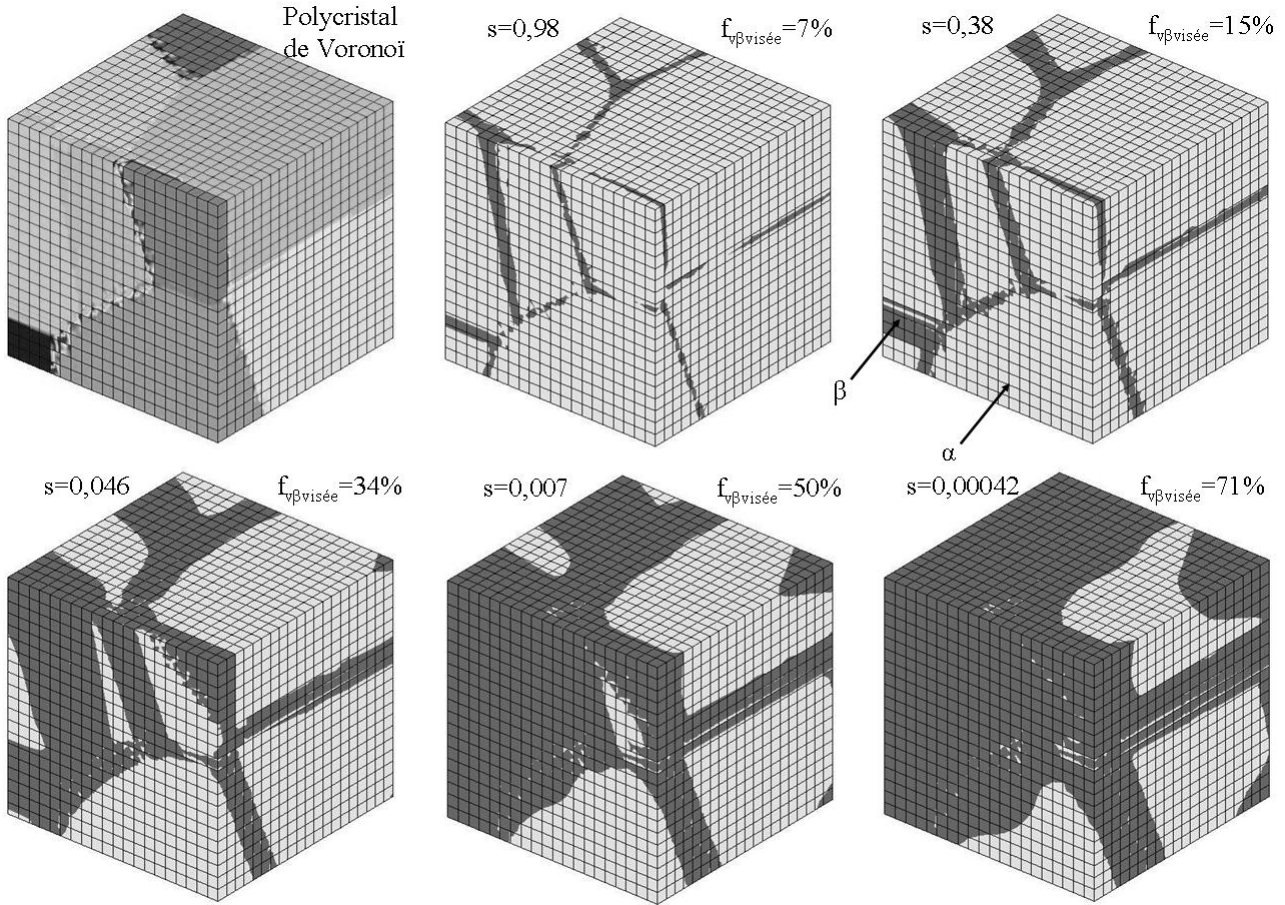 Polycristal
de Voronoï
s=0,98
f_vβvisée=7%
s=0,38
f_vβvisée=15%
β
α
s=0,046
f_vβvisée=34%
s=0,007
f_vβvisée=50%
s=0,00042
f_vβvisée=71%